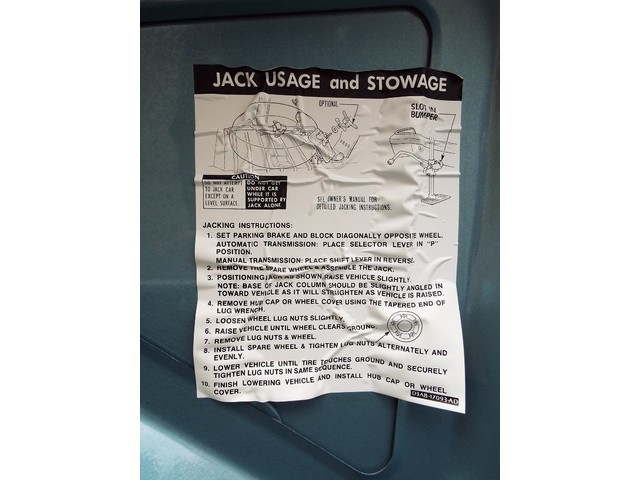 JACK USAGE and STOWAGE
OPTIONAL
SLOT IN
BUMPER
CAUTION
DO NOT ATTEMPT
TO JACK CAR
EXCEPT ON A
LEVEL SURFACE.
DO NOT GET
UNDER CAR
WHILE IT IS
SUPPORTED BY
JACK ALONE
SEE OWNER'S MANUAL FOR
DETAILED JACKING INSTRUCTIONS.
JACKING INSTRUCTIONS:
1. SET PARKING BRAKE AND BLOCK DIAGONALLY OPPOSITE WHEEL.
AUTOMATIC TRANSMISSION: PLACE SELECTOR LEVER IN "P"
POSITION.
MANUAL TRANSMISSION: PLACE SHIFT LEVER IN REVERSE.
2. REMOVE THE SPARE WHEEL & ASSEMBLE THE JACK.
3. POSITIONING JACK AS SHOWN RAISE VEHICLE SLIGHTLY.
NOTE: BASE OF JACK COLUMN SHOULD BE SLIGHTLY ANGLED IN
TOWARD VEHICLE AS IT WILL STRAIGHTEN AS VEHICLE IS RAISED.
4. REMOVE HUB CAP OR WHEEL COVER USING THE TAPERED END OF
LUG WRENCH.
5. LOOSEN WHEEL LUG NUTS SLIGHTLY.
6. RAISE VEHICLE UNTIL WHEEL CLEARS GROUND.
7. REMOVE LUG NUTS & WHEEL.
8. INSTALL SPARE WHEEL & TIGHTEN LUG NUTS ALTERNATELY AND
EVENLY.
9. LOWER VEHICLE UNTIL TIRE TOUCHES GROUND AND SECURELY
TIGHTEN LUG NUTS IN SAME SEQUENCE.
10. FINISH LOWERING VEHICLE AND INSTALL HUB CAP OR WHEEL
COVER.
D3AB-17093-AD